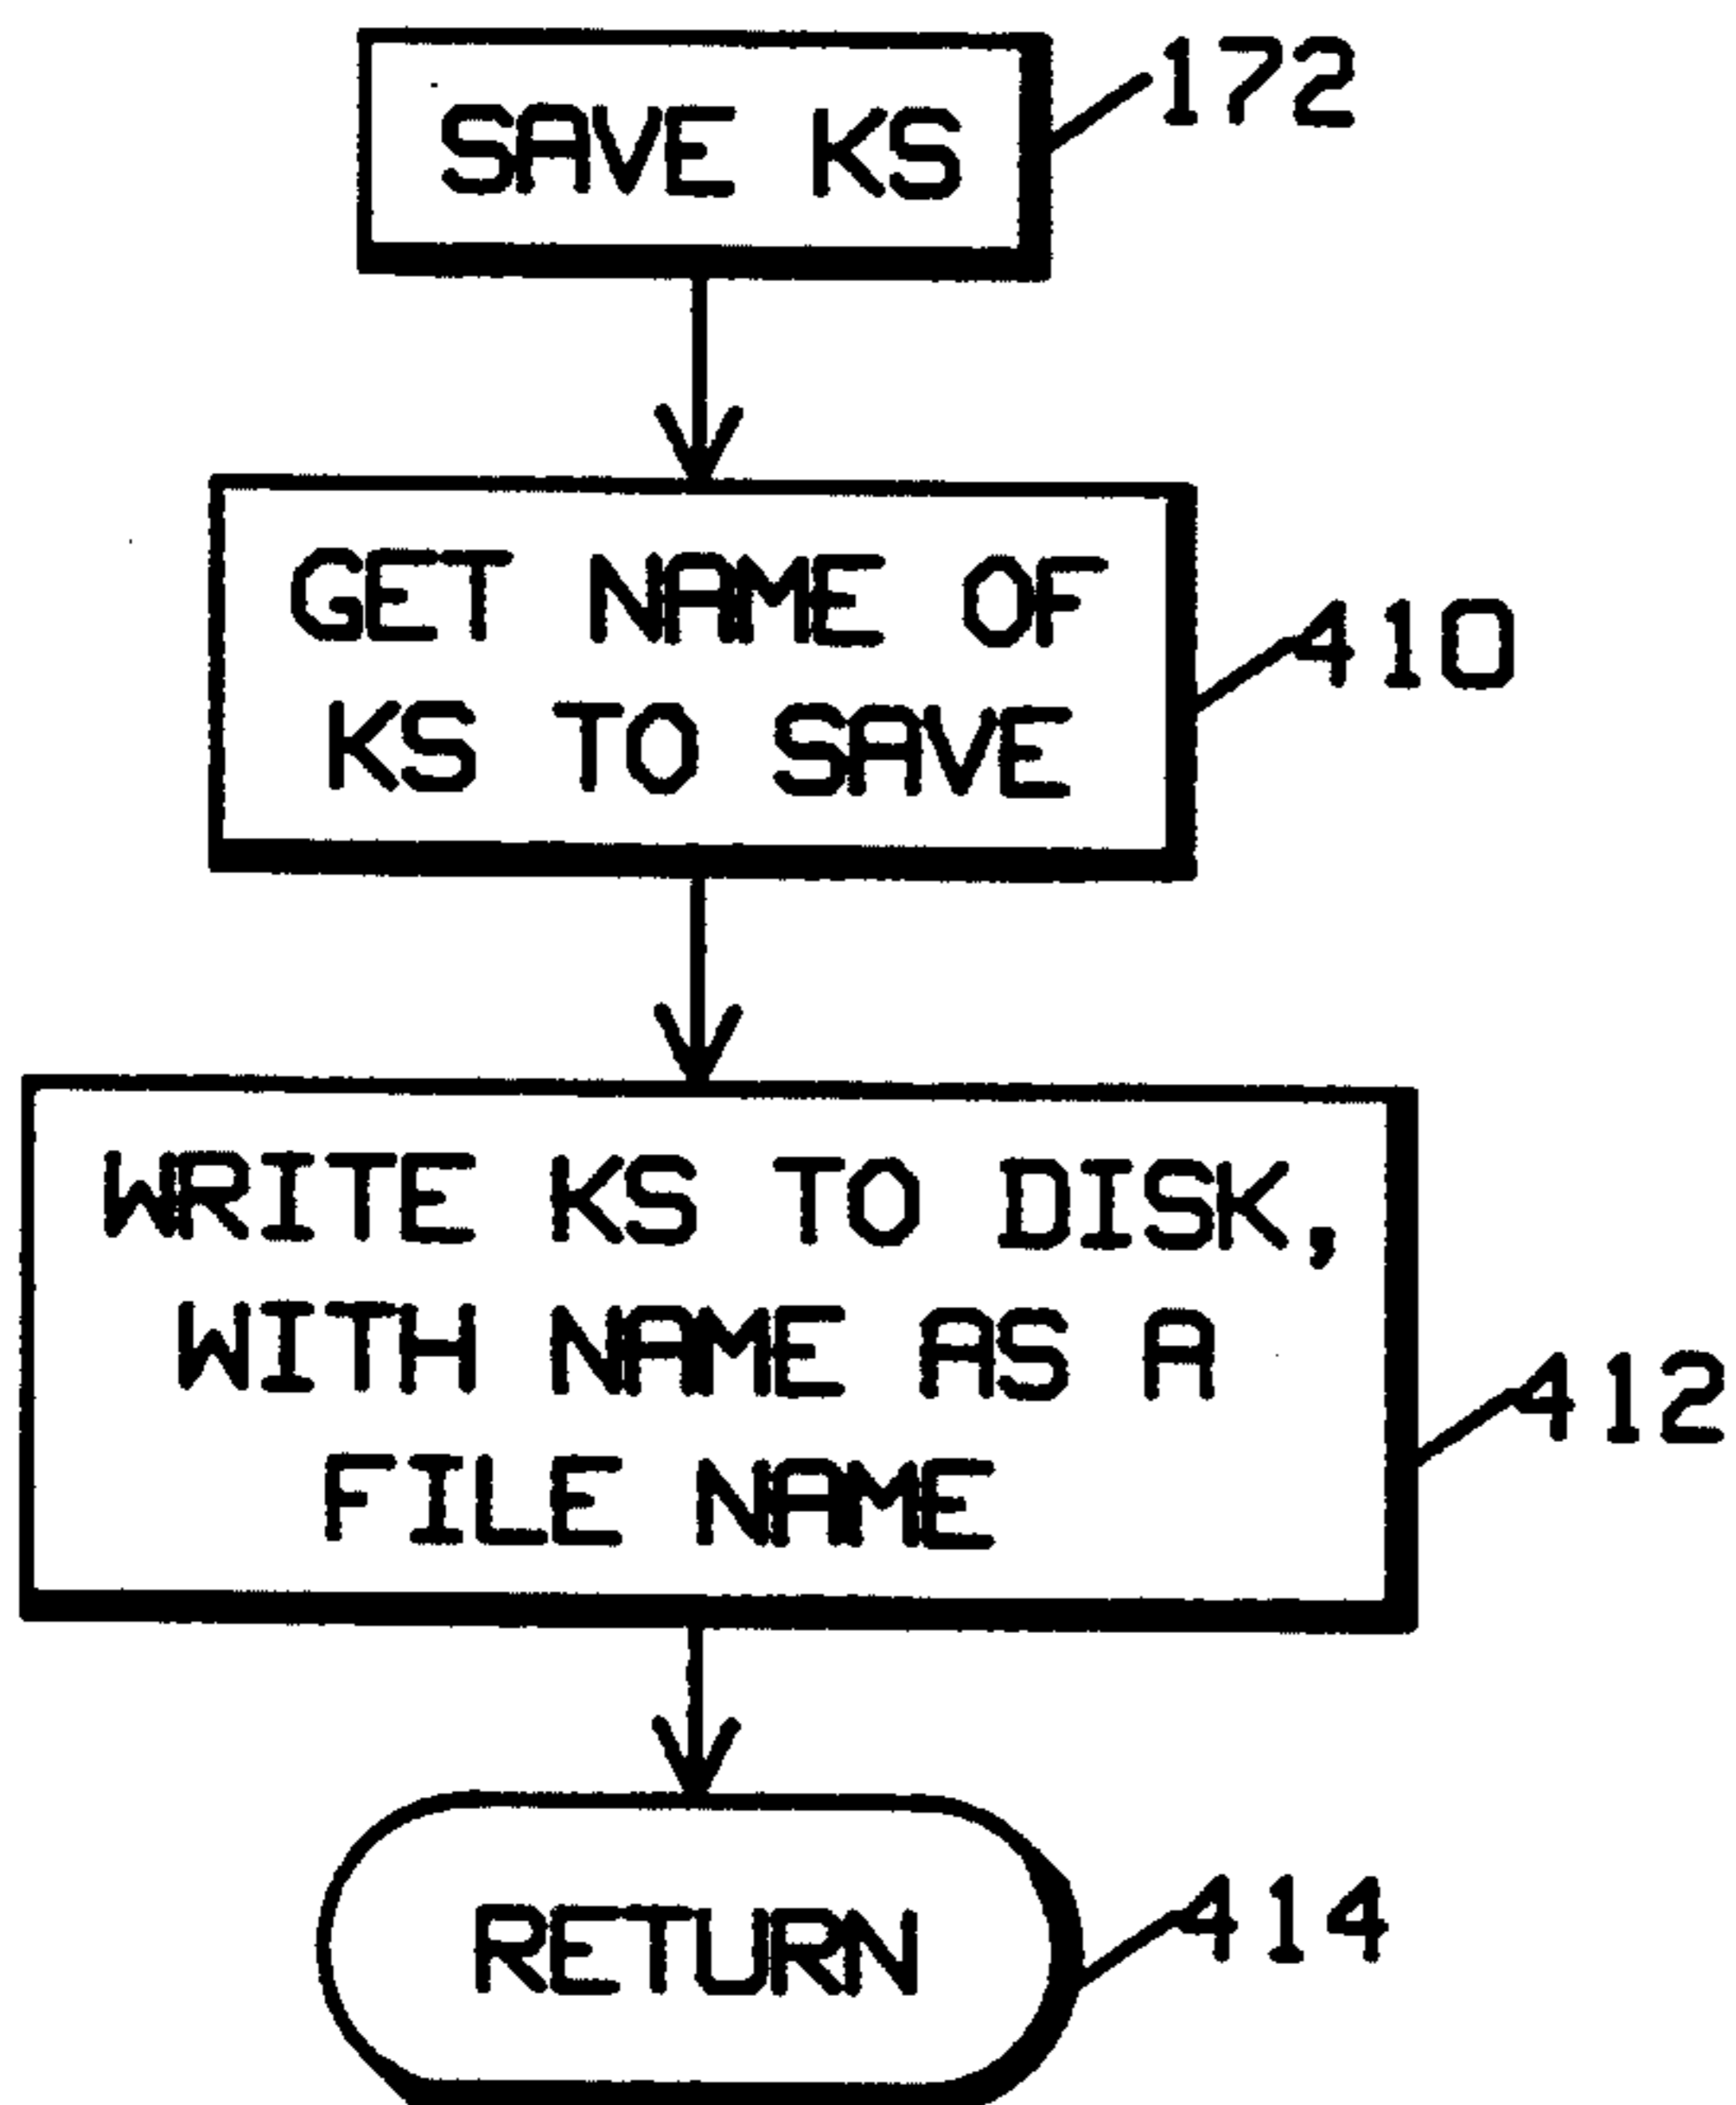 SAVE KS
172
GET NAME OF
KS TO SAVE
410
WRITE KS TO DISK,
WITH NAME AS A
FILE NAME
412
RETURN
414